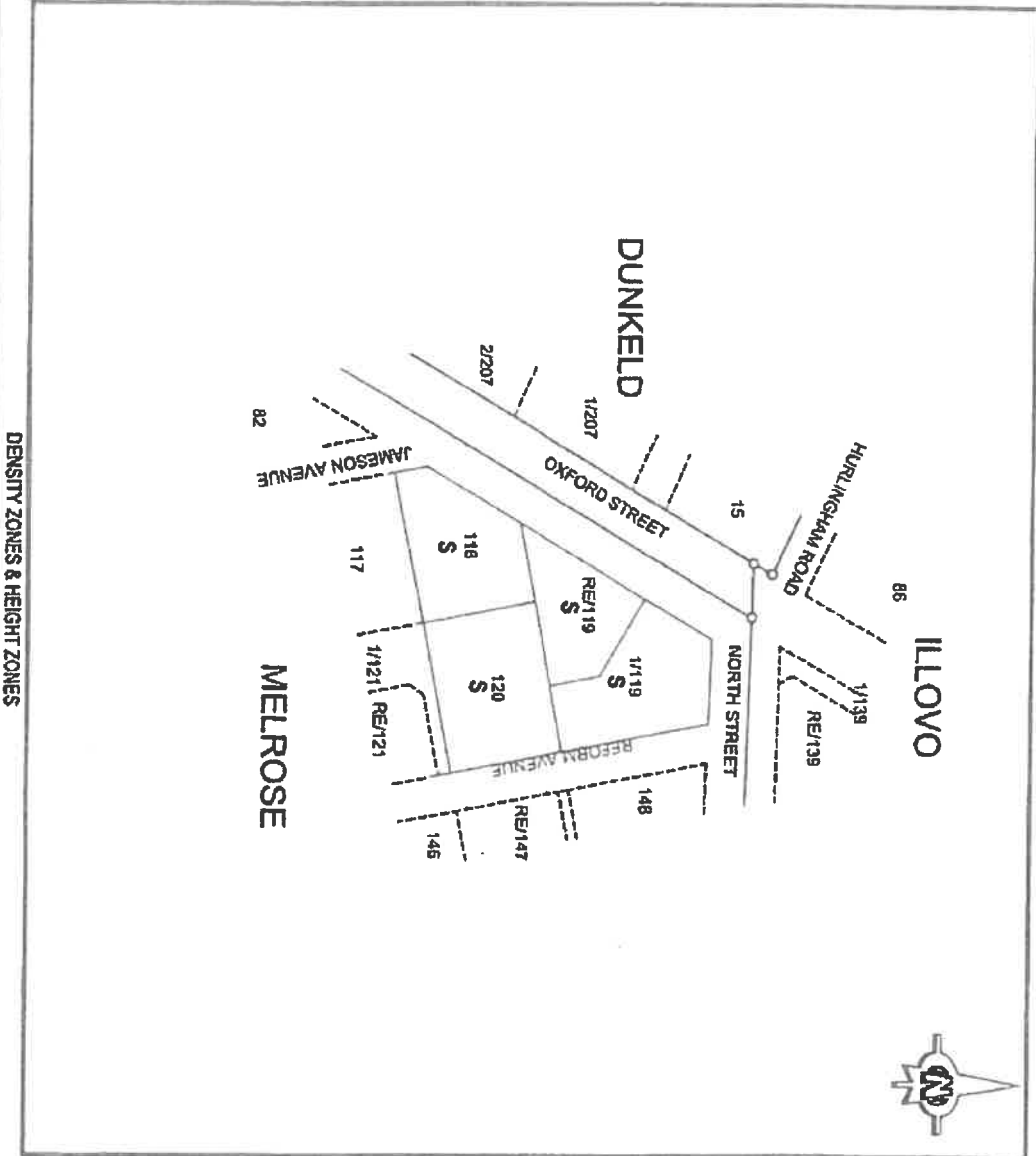 ILLOVO
86
HURLINGHAM ROAD
1/139
RE/139
15
NORTH STREET
DUNKELD
OXFORD STREET
1/207
2/207
1/119
S
RE/119
S
148
REFORM AVENUE
118
S
120
S
RE/147
146
JAMESON AVENUE
82
117
1/121
RE/121
MELROSE
N
DENSITY ZONES & HEIGHT ZONES